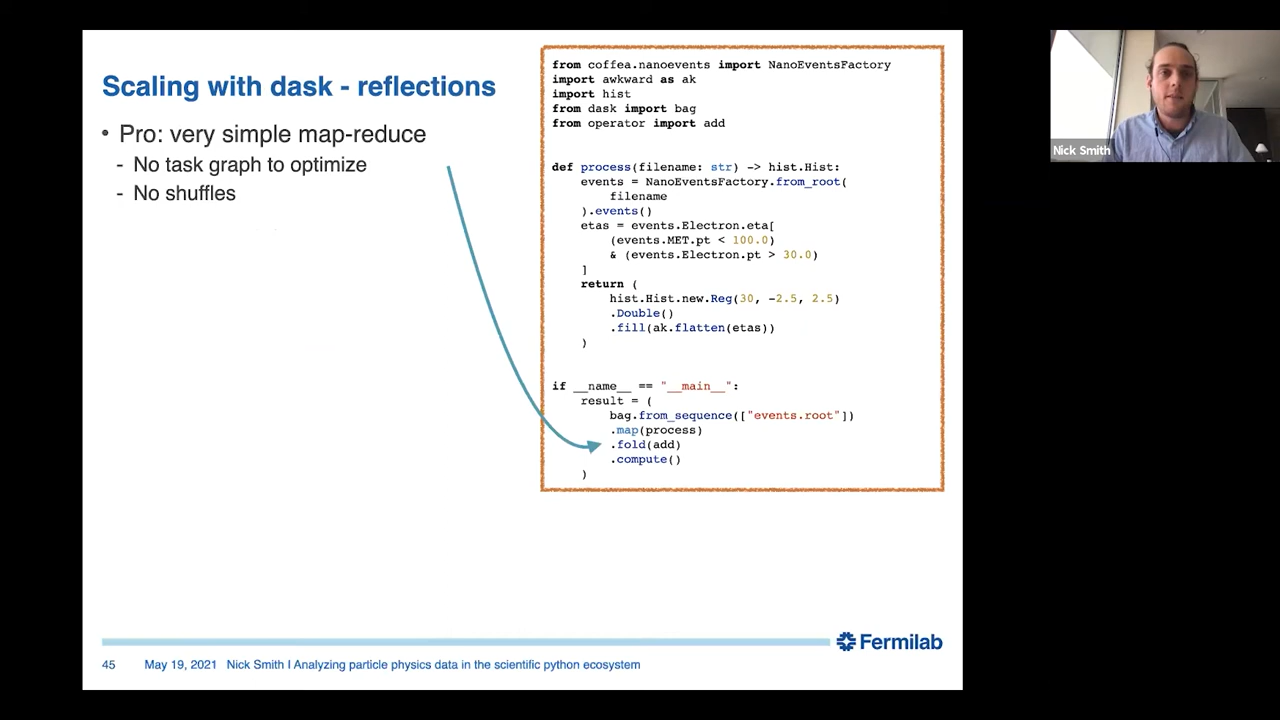 Scaling with dask - reflections
• Pro: very simple map-reduce
- No task graph to optimize
- No shuffles
from coffea.nanoevents import NanoEventsFactory
import awkward as ak
import hist
from dask import bag
from operator import add
def process(filename: str) -> hist.Hist:
    events = NanoEventsFactory.from_root(
        filename
    ).events()
    etas = events.Electron.eta[
        (events.MET.pt < 100.0)
        & (events.Electron.pt > 30.0)
    ]
    return (
        hist.Hist.new.Reg(30, -2.5, 2.5)
        .Double()
        .fill(ak.flatten(etas))
    )
if __name__ == "__main__":
    result = (
        bag.from_sequence(["events.root"])
        .map(process)
        .fold(add)
        .compute()
    )
Fermilab
45 May 19, 2021 Nick Smith I Analyzing particle physics data in the scientific python ecosystem
Nick Smith